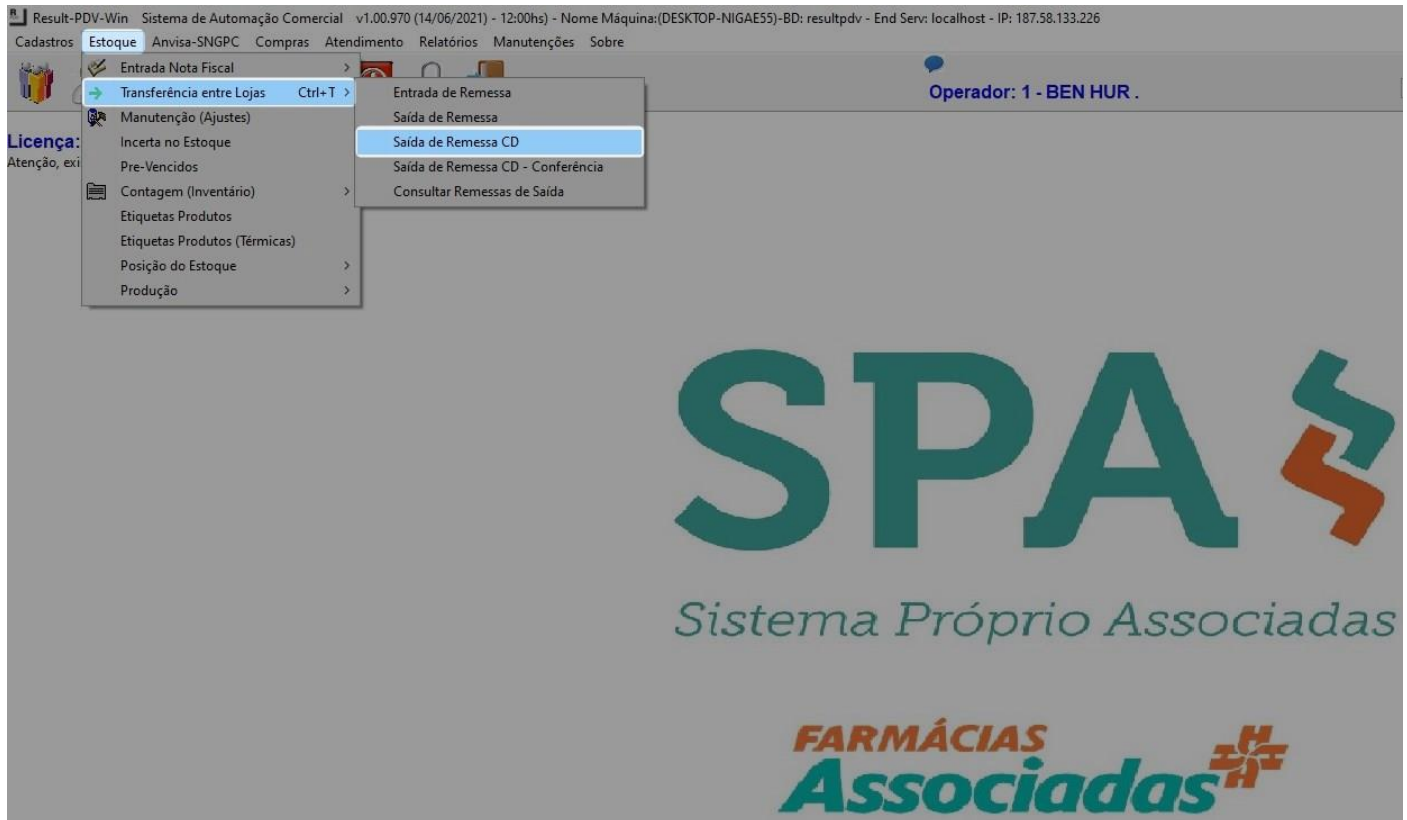 Result-PDV-Win Sistema de Automação Comercial v1.00.970 (14/06/2021) - 12:00hs) - Nome Máquina:(DESKTOP-NIGAE55)-BD: resultpdv - End Serv: localhost - IP: 187.58.133.226
Cadastros Estoque Anvisa-SNGPC Compras Atendimento Relatórios Manutenções Sobre
Operador: 1 - BEN HUR .
Licença:
Atenção, exi
Entrada Nota Fiscal >
Transferência entre Lojas Ctrl+T >
Manutenção (Ajustes)
Incerta no Estoque
Pre-Vencidos
Contagem (Inventário) >
Etiquetas Produtos
Etiquetas Produtos (Térmicas)
Posição do Estoque >
Produção >
Entrada de Remessa
Saída de Remessa
Saída de Remessa CD
Saída de Remessa CD - Conferência
Consultar Remessas de Saída
SPA
Sistema Próprio Associadas
FARMÁCIAS
Associadas